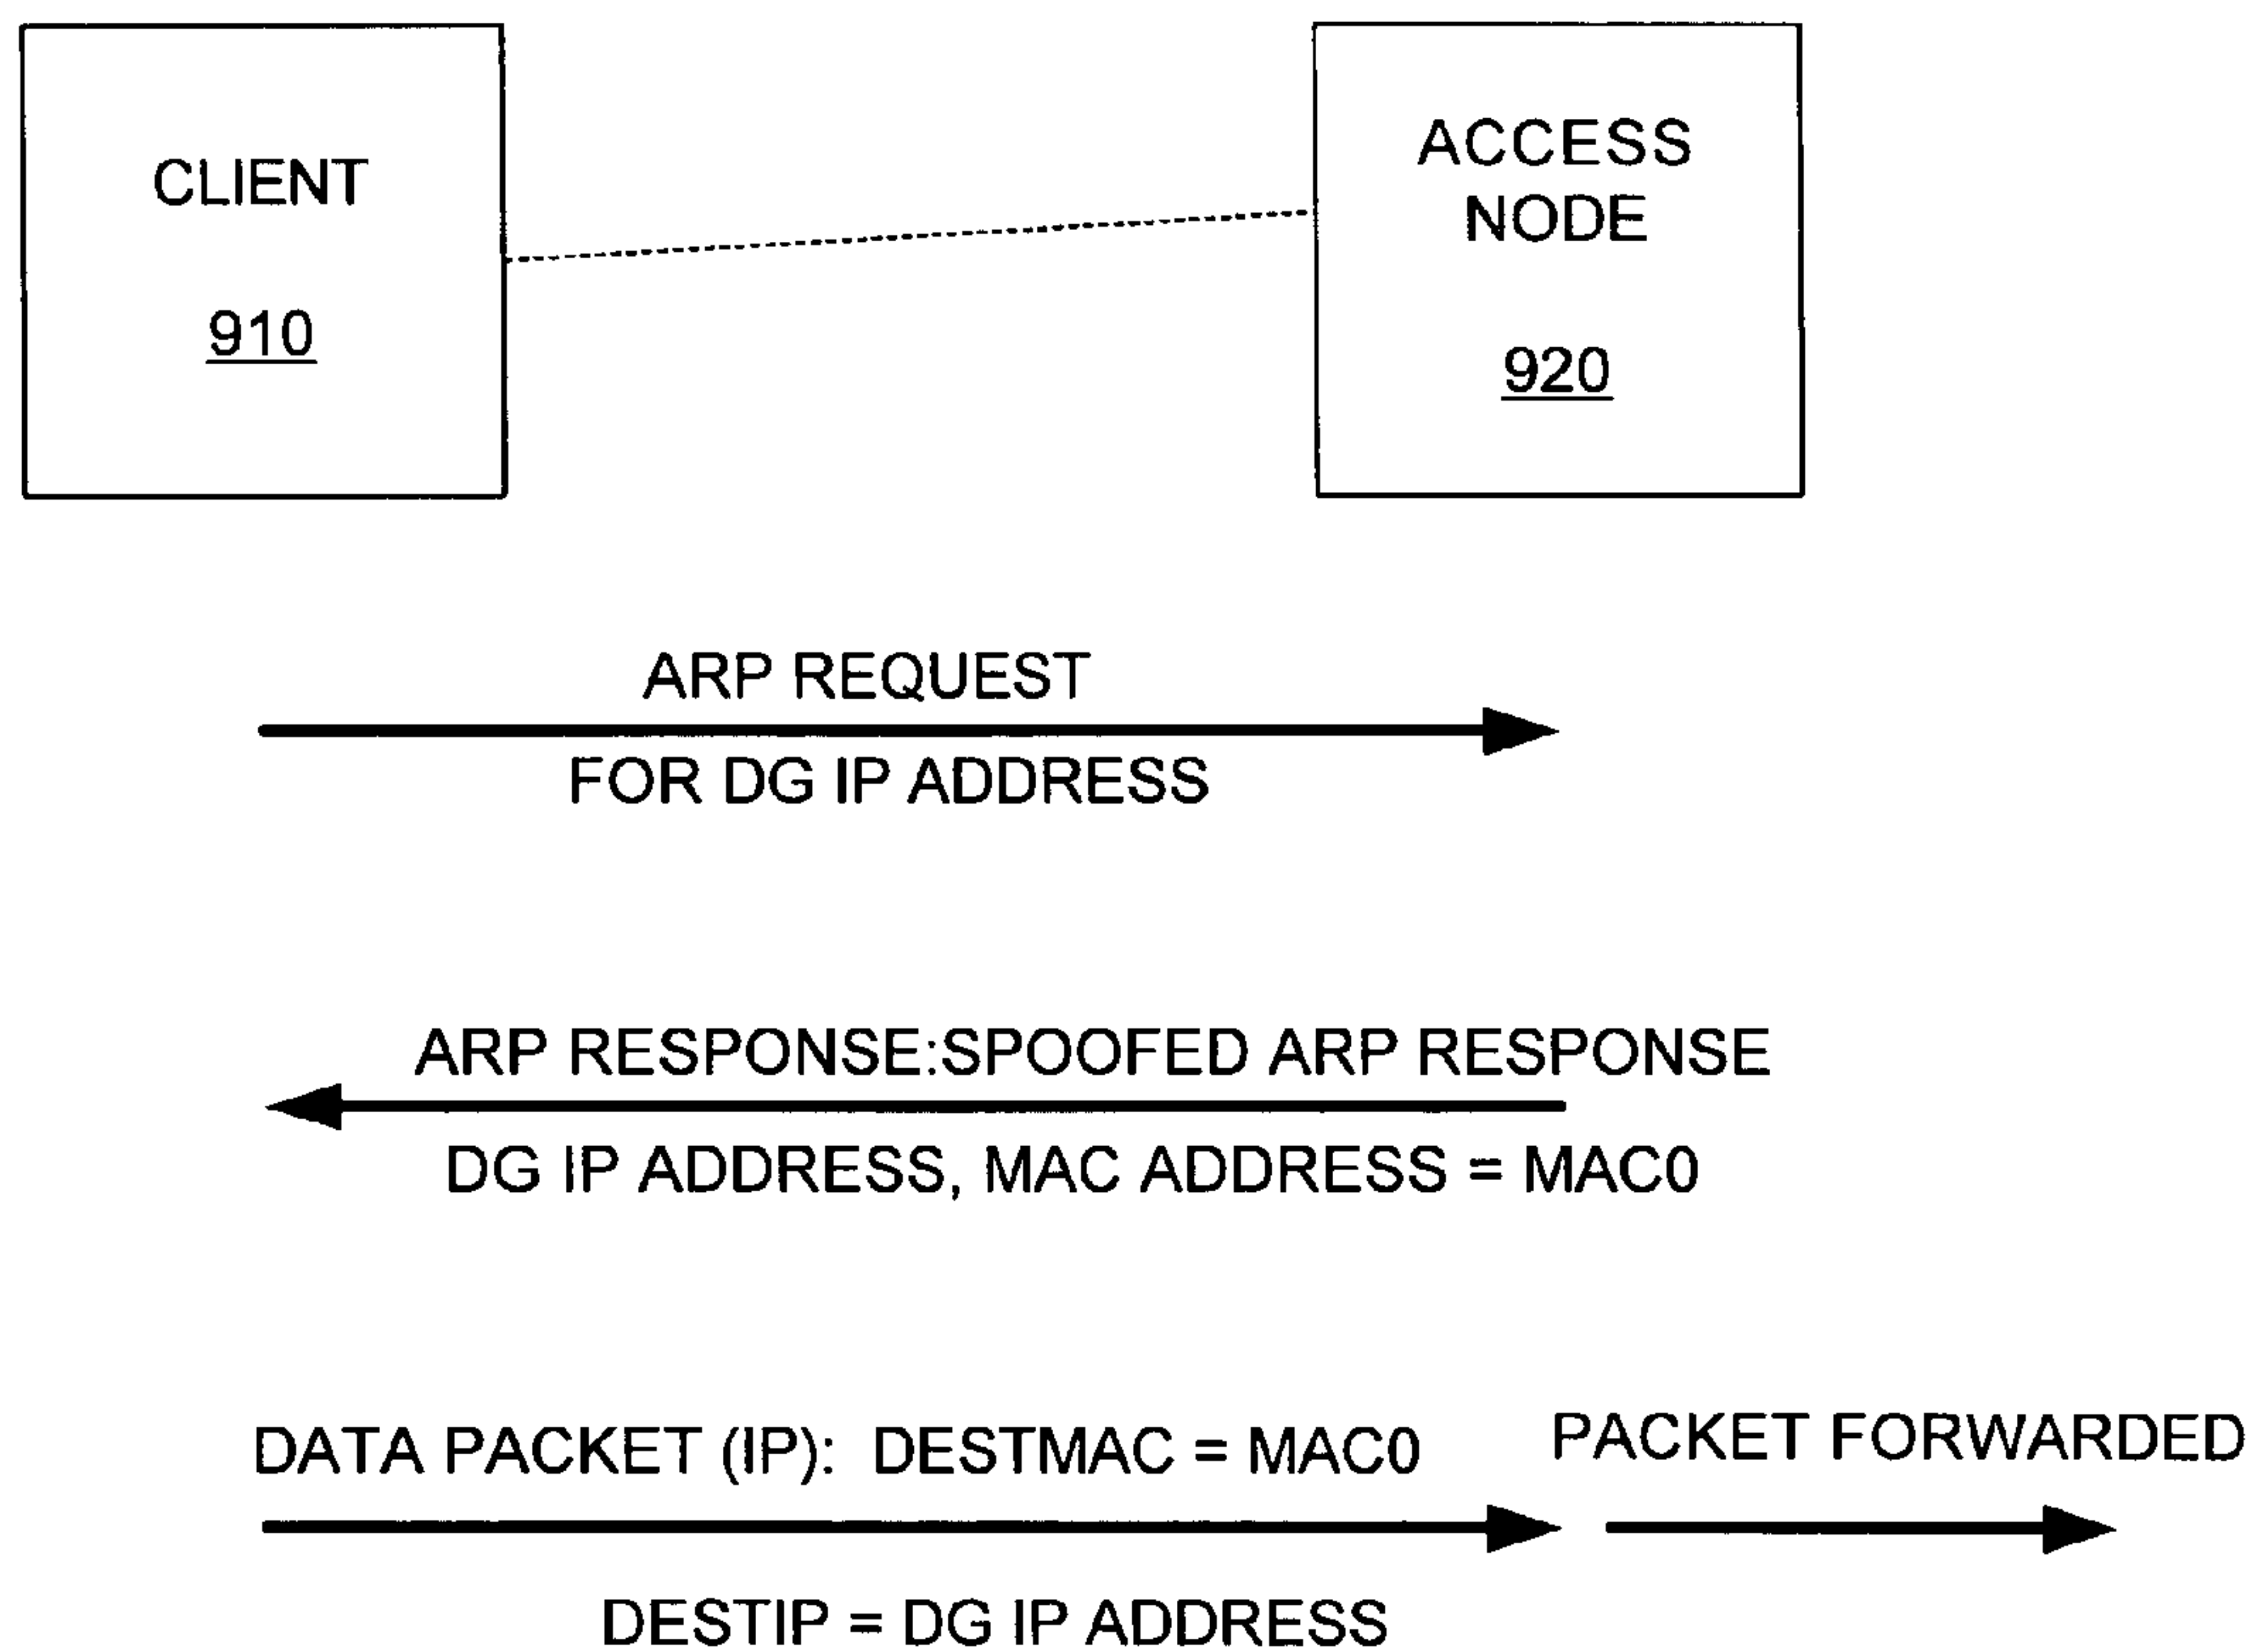 CLIENT
910
ACCESS
NODE
920
ARP REQUEST
FOR DG IP ADDRESS
ARP RESPONSE:SPOOFED ARP RESPONSE
DG IP ADDRESS, MAC ADDRESS = MAC0
DATA PACKET (IP): DESTMAC = MAC0
PACKET FORWARDED
DESTIP = DG IP ADDRESS